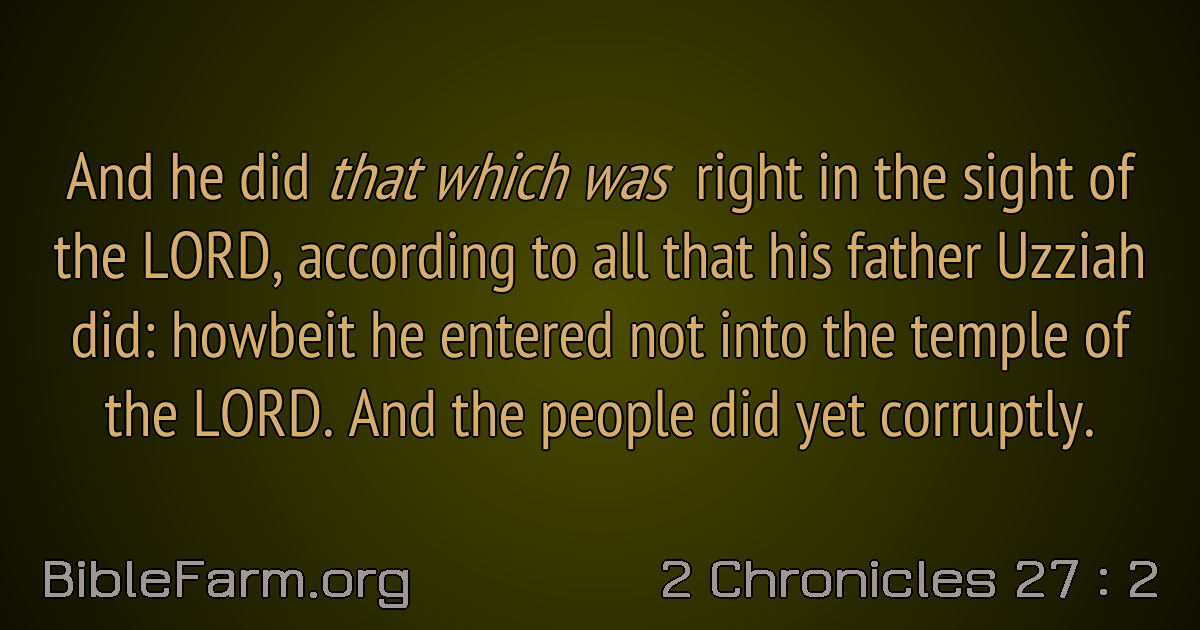 And he did that which was right in the sight of
the LORD, according to all that his father Uzziah
did: howbeit he entered not into the temple of
the LORD. And the people did yet corruptly.
BibleFarm.org
2 Chronicles 27 : 2